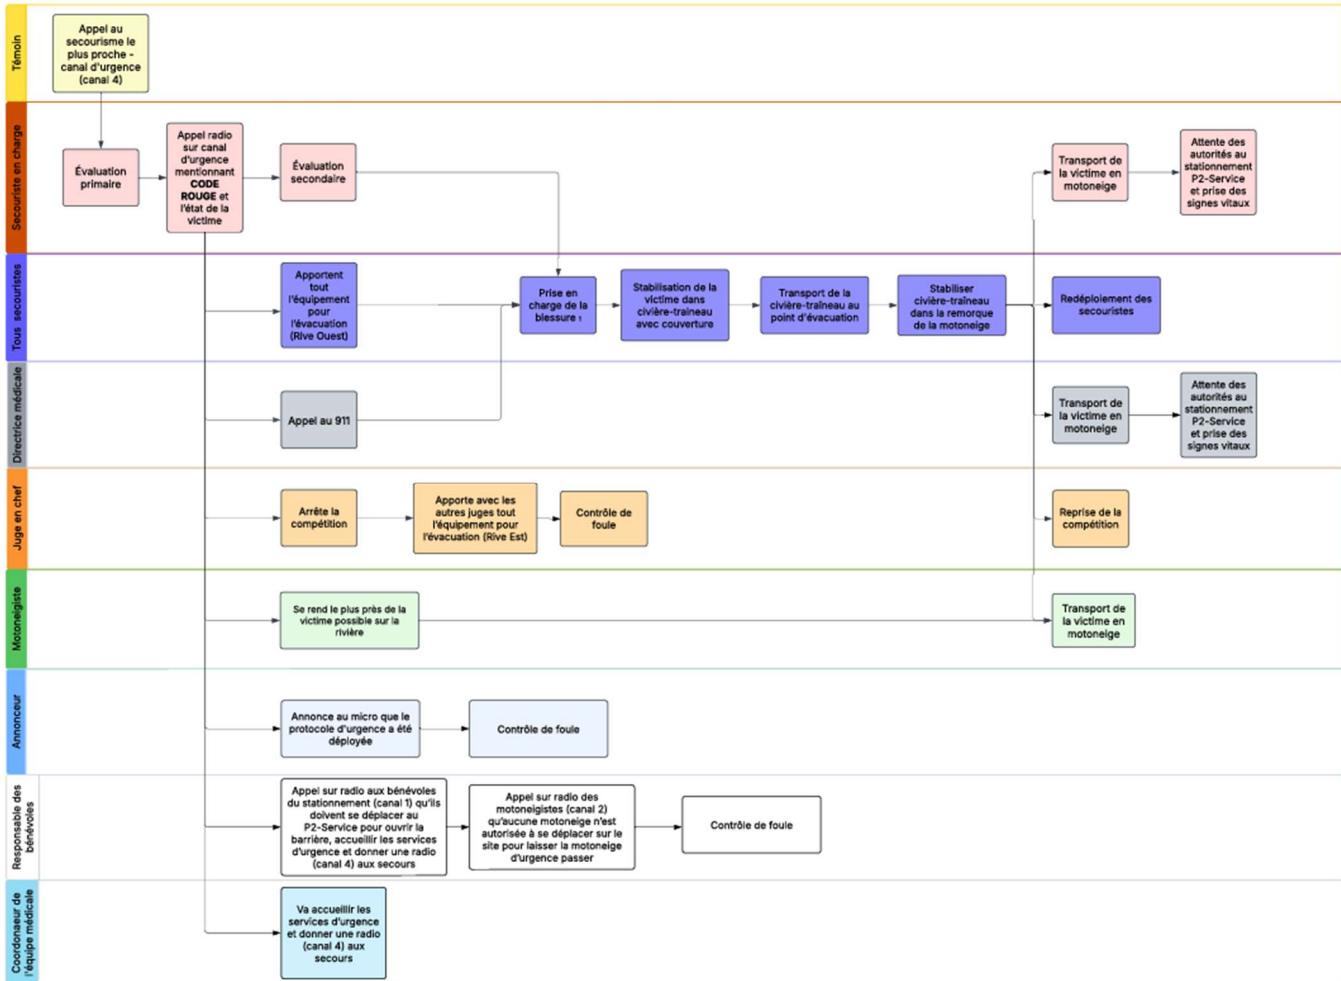 Témoin
Appel au
secourisme le
plus proche -
canal d'urgence
(canal 4)
Secouriste en charge
Évaluation
primaire
Appel radio
sur canal
d'urgence
mentionnant
CODE
ROUGE et
l'état de la
victime
Évaluation
secondaire
Transport de
la victime en
motoneige
Attente des
autorités au
stationnement
P2-Service
et prise des
signes vitaux
Tous secouristes
Apportent
tout
l'équipement
pour
l'évacuation
(Rive Ouest)
Prise en
charge de la
blessure
Stabilisation de la
victime dans
civière-traineau
avec couverture
Transport de la
civière-traîneau au
point d'évacuation
Stabiliser
civière-traîneau
dans la remorque
de la motoneige
Redéploiement des
secouristes
Directrice médicale
Appel au 911
Transport de
la victime en
motoneige
Attente des
autorités au
stationnement
P2-Service
et prise des
signes vitaux
Juge en chef
Arrête la
compétition
Apporte avec les
autres juges tout
l'équipement pour
l'évacuation (Rive Est)
Contrôle de
foule
Reprise de la
compétition
Motoneigiste
Se rend le plus près de la
victime possible sur la
rivière
Transport de
la victime en
motoneige
Annonceur
Annonce au micro que le
protocole d'urgence a été
déployée
Contrôle de foule
Responsable des
bénévoles
Appel sur radio aux bénévoles
du stationnement (canal 1) qu'ils
doivent se déplacer au
P2-Service pour ouvrir la
barrière, accueillir les services
d'urgence et donner une radio
(canal 4) aux secours
Appel sur radio des
motoneigistes (canal 2)
qu'aucune motoneige n'est
autorisée à se déplacer sur le
site pour laisser la motoneige
d'urgence passer
Contrôle de foule
Coordonaeur de
l'équipe médicale
Va accueillir les
services d'urgence
et donner une radio
(canal 4) aux
secours